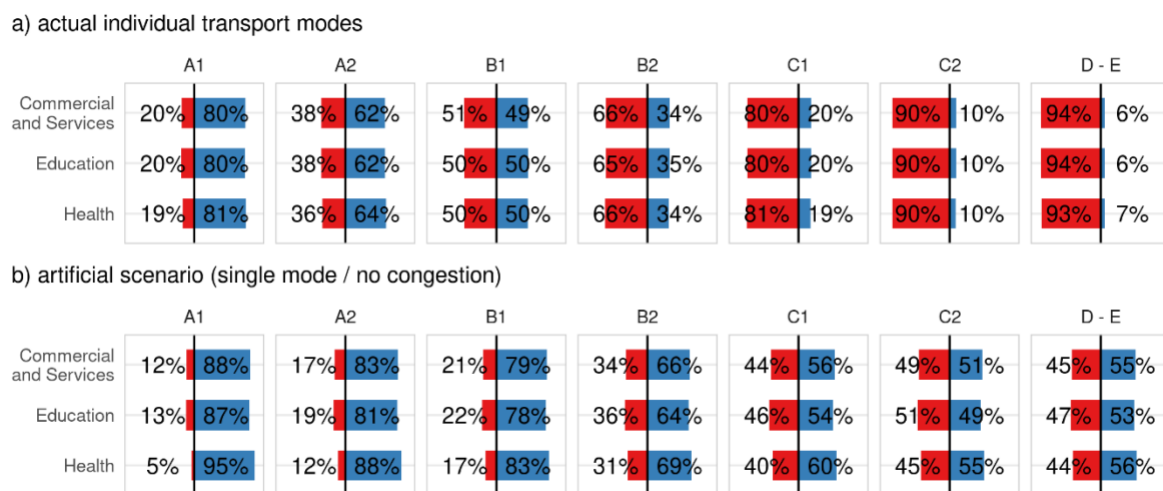 a) actual individual transport modes
A1 A2 B1 B2 C1 C2 D - E
Commercial
and Services
20% 80% 38% 62% 51% 49% 66% 34% 80% 20% 90% 10% 94% 6%
Education 20% 80% 38% 62% 50% 50% 65% 35% 80% 20% 90% 10% 94% 6%
Health 19% 81% 36% 64% 50% 50% 66% 34% 81% 19% 90% 10% 93% 7%
b) artificial scenario (single mode / no congestion)
A1 A2 B1 B2 C1 C2 D - E
Commercial
and Services
12% 88% 17% 83% 21% 79% 34% 66% 44% 56% 49% 51% 45% 55%
Education 13% 87% 19% 81% 22% 78% 36% 64% 46% 54% 51% 49% 47% 53%
Health 5% 95% 12% 88% 17% 83% 31% 69% 40% 60% 45% 55% 44% 56%